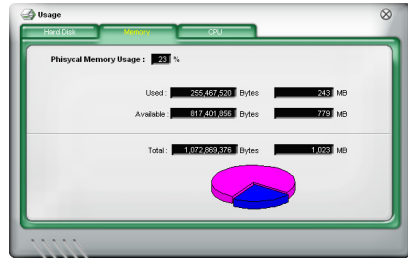 Usage
Hard Disk Memory CPU
Phisycal Memory Usage : 23 %
Used : 255,467,520 Bytes 243 MB
Available : 817,401,856 Bytes 779 MB
Total : 1,072,869,376 Bytes 1,023 MB